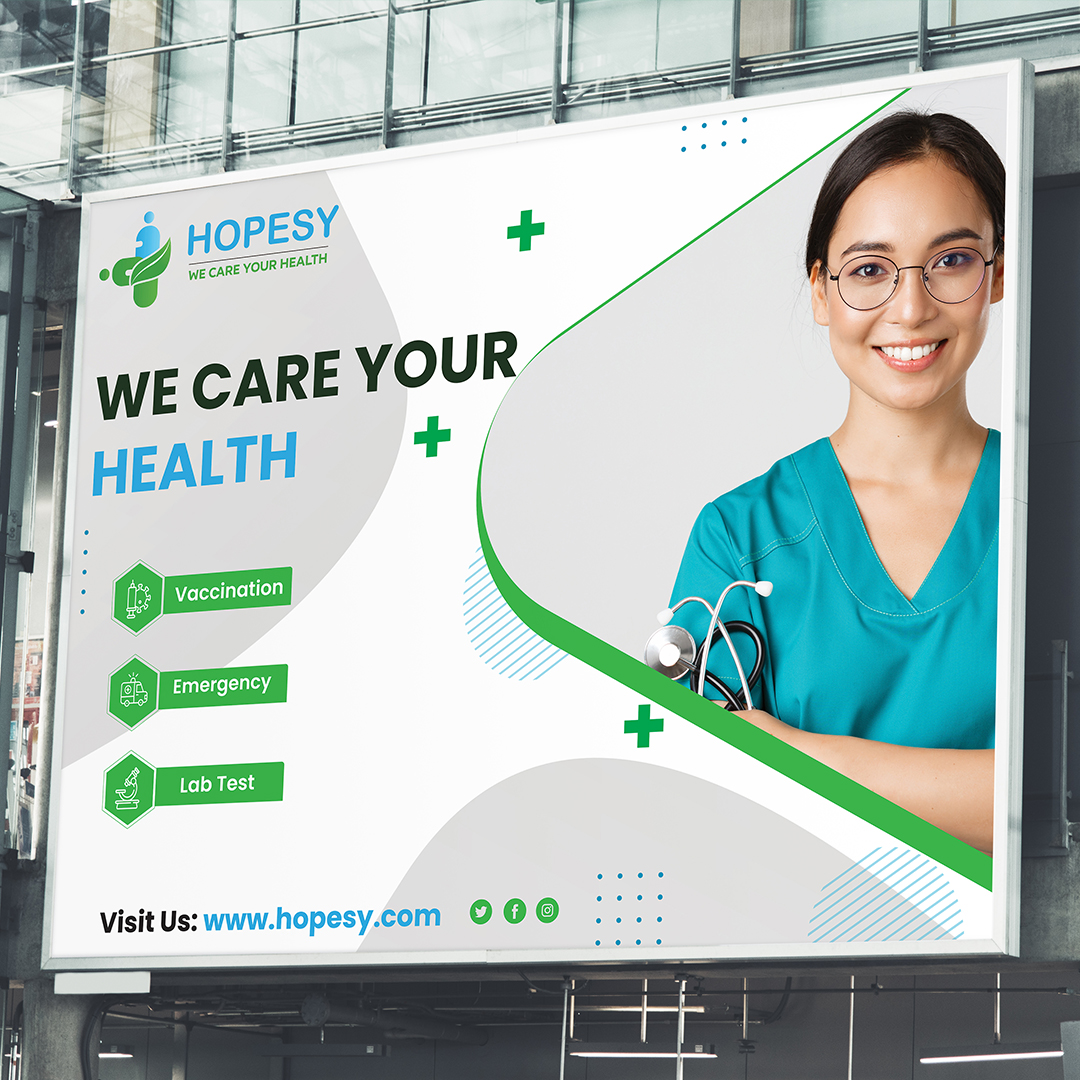 HOPESY
WE CARE YOUR HEALTH
WE CARE YOUR
HEALTH
Vaccination
Emergency
Lab Test
Visit Us: www.hopesy.com